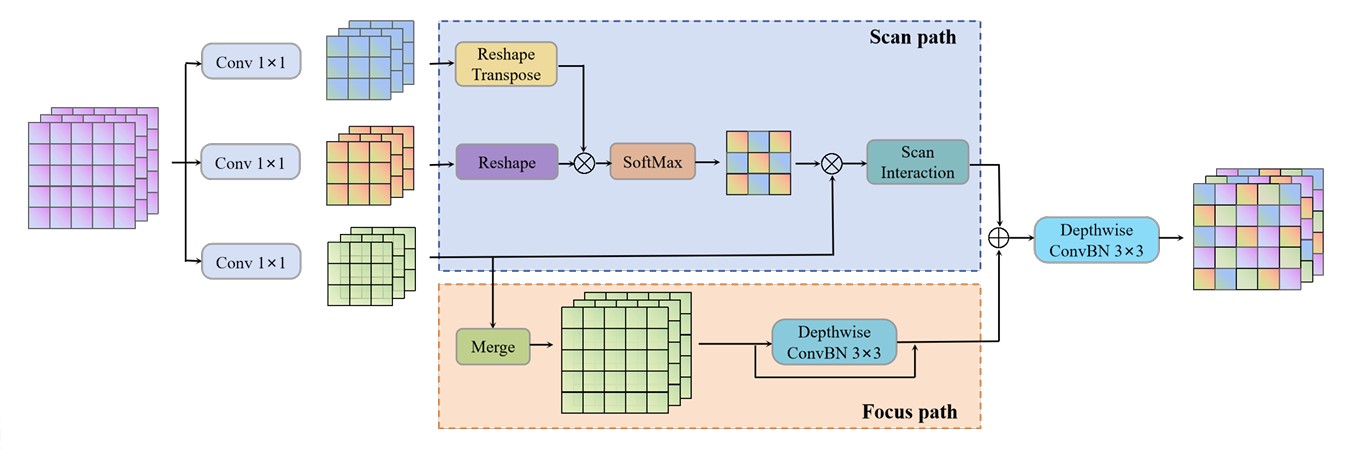 Conv 1×1
Conv 1×1
Conv 1×1
Scan path
Reshape
Transpose
Reshape
SoftMax
Scan
Interaction
Depthwise
ConvBN 3×3
Merge
Depthwise
ConvBN 3×3
Focus path